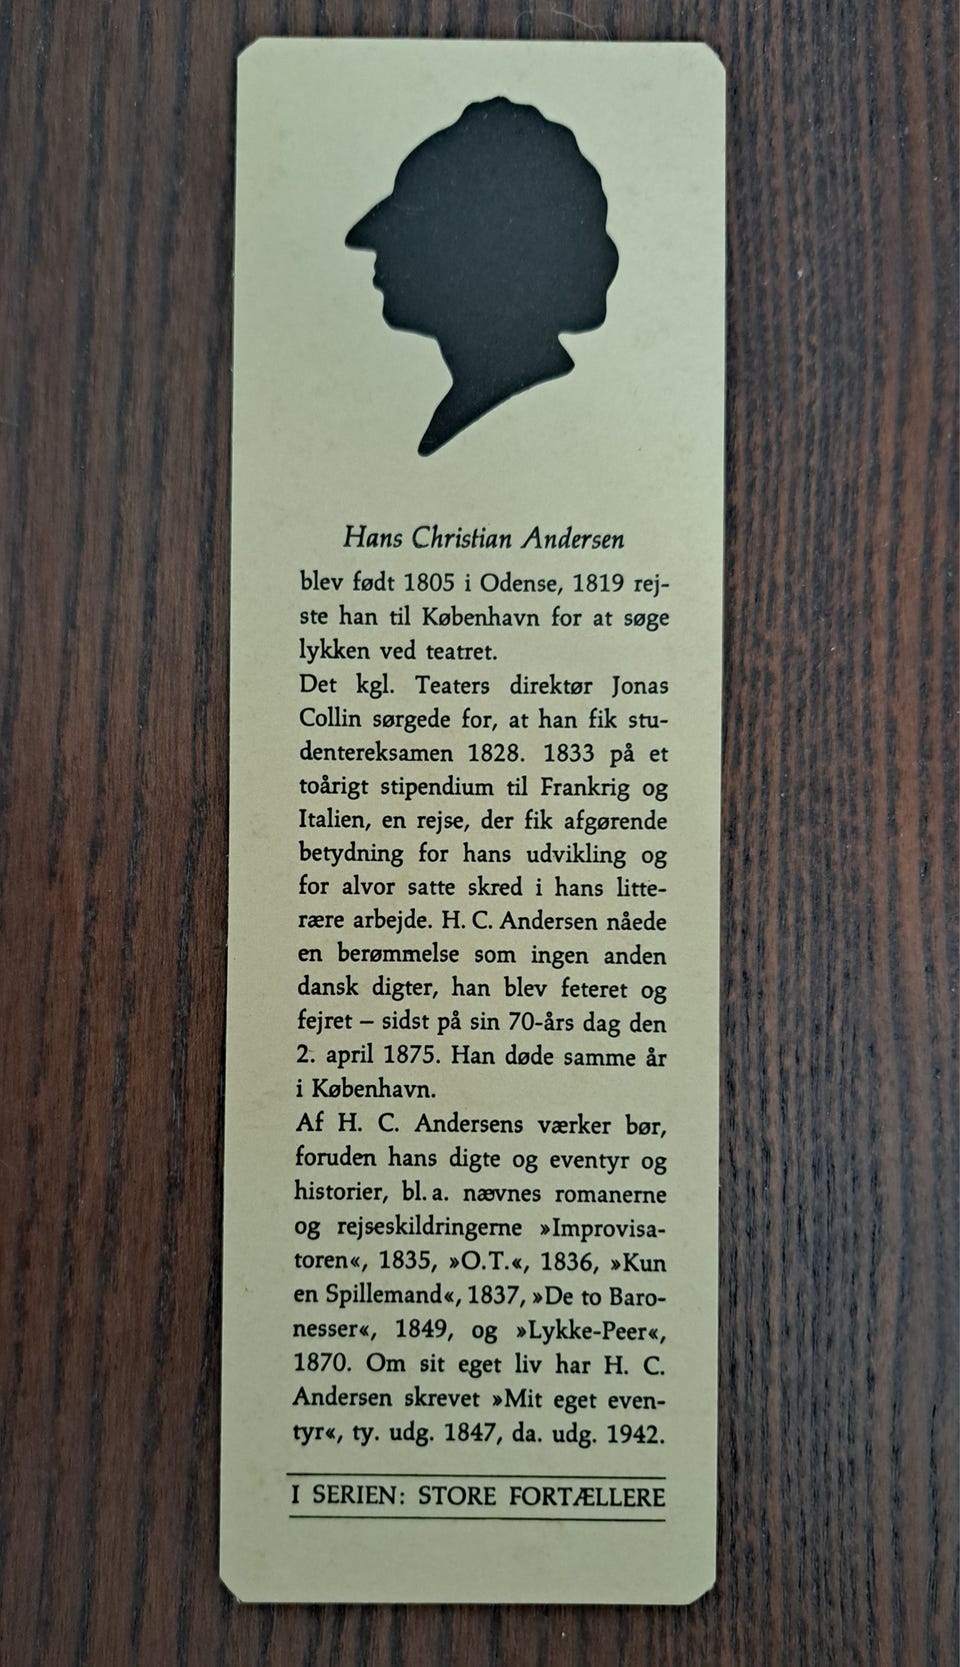 Hans Christian Andersen
blev født 1805 i Odense, 1819 rej-
ste han til København for at søge
lykken ved teatret.
Det kgl. Teaters direktør Jonas
Collin sørgede for, at han fik stu-
dentereksamen 1828. 1833 på et
toårigt stipendium til Frankrig og
Italien, en rejse, der fik afgørende
betydning for hans udvikling og
for alvor satte skred i hans litte-
rære arbejde. H. C. Andersen nåede
en berømmelse som ingen anden
dansk digter, han blev feteret og
fejret – sidst på sin 70-års dag den
2. april 1875. Han døde samme år
i København.
Af H. C. Andersens værker bør,
foruden hans digte og eventyr og
historier, bl. a. nævnes romanerne
og rejseskildringerne »Improvisa-
toren«, 1835, »O.T.«, 1836, »Kun
en Spillemand«, 1837, »De to Baro-
nesser«, 1849, og »Lykke-Peer«,
1870. Om sit eget liv har H. C.
Andersen skrevet »Mit eget even-
tyr«, ty. udg. 1847, da. udg. 1942.
I SERIEN: STORE FORTÆLLERE